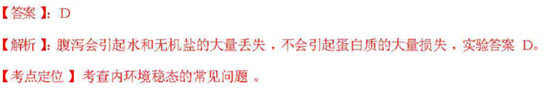 【答案】：D
【解析】：腹泻会引起水和无机盐的大量丢失，不会引起蛋白质的大量损失，实验答案 D。
【考点定位】考查内环境稳态的常见问题 。